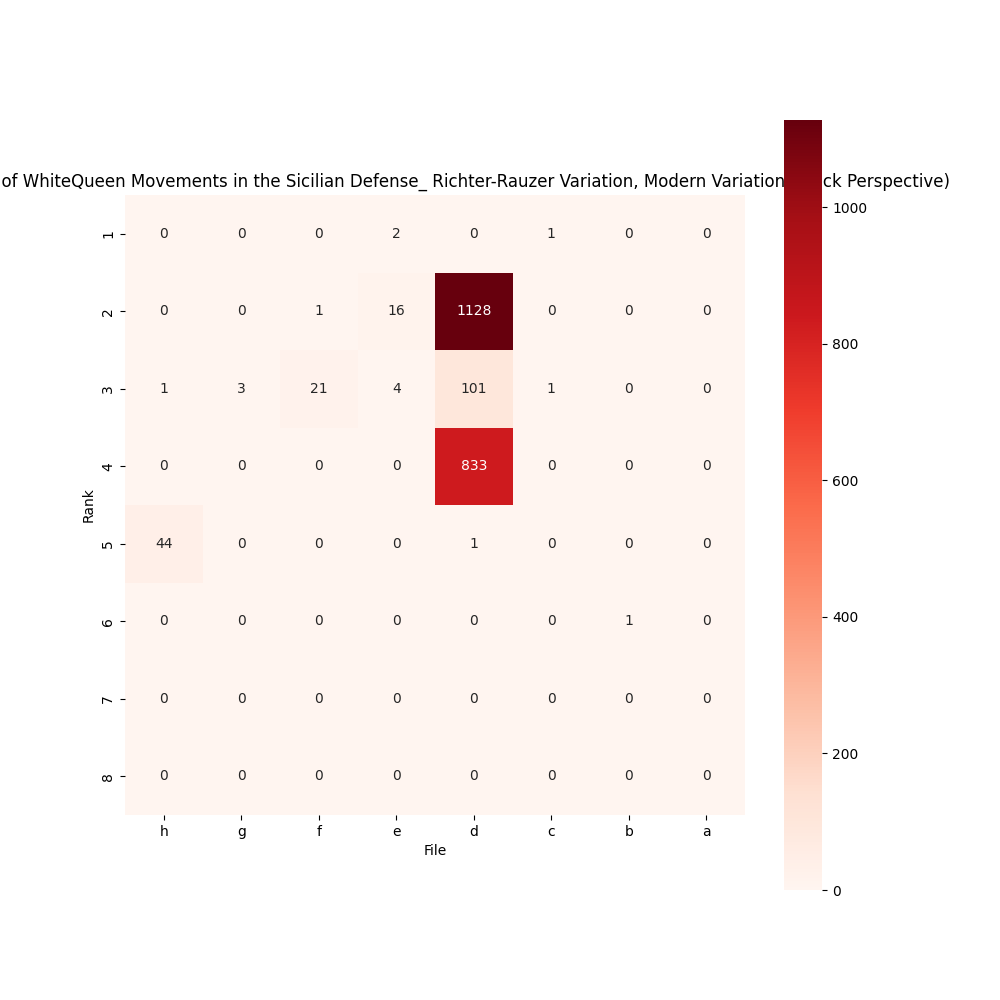 of WhiteQueen Movements in the Sicilian Defense_ Richter-Rauzer Variation, Modern Variation ck Perspective)
1 0 0 0 2 0 1 0 0
2 0 0 1 16 1128 0 0 0
3 1 3 21 4 101 1 0 0
4 0 0 0 0 833 0 0 0
5 44 0 0 0 1 0 0 0
6 0 0 0 0 0 0 1 0
7 0 0 0 0 0 0 0 0
8 0 0 0 0 0 0 0 0
h g f e d c b a
File
Rank
1000
800
600
400
200
0